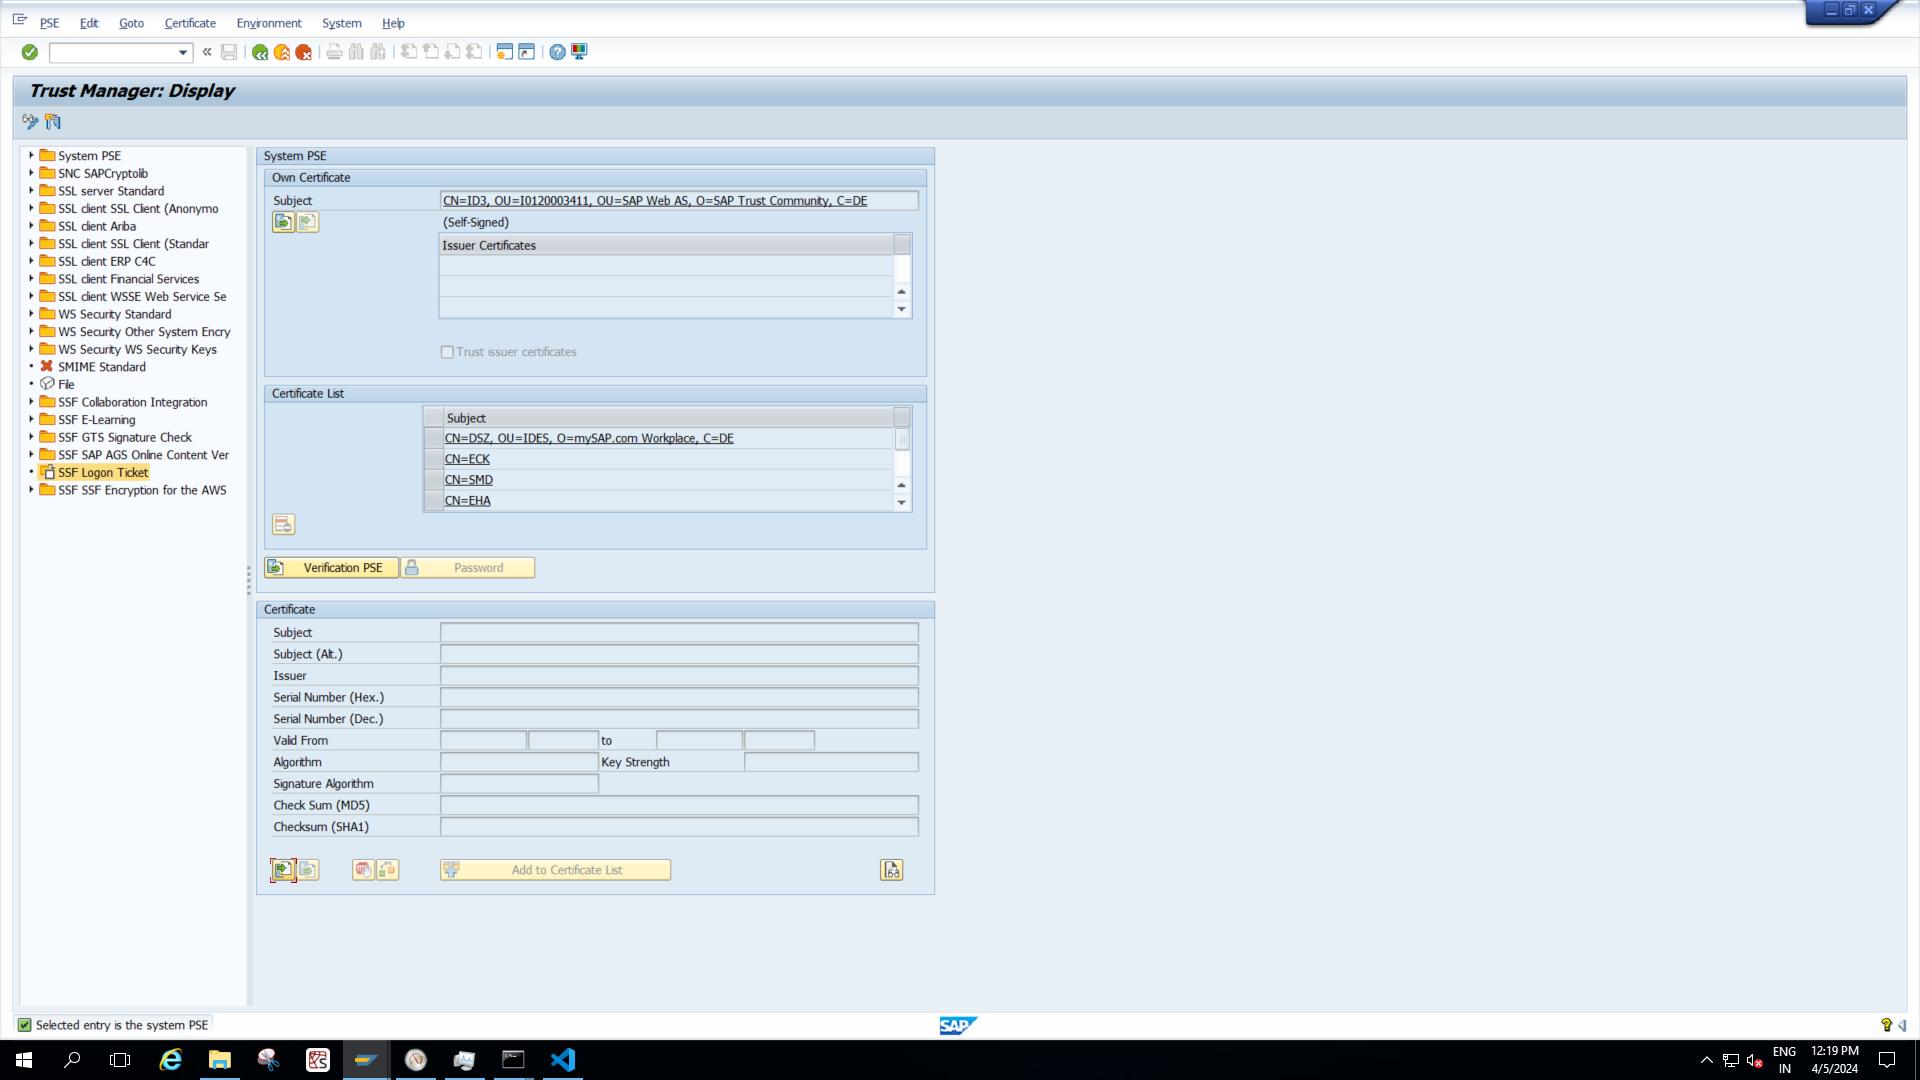 PSE Edit Goto Certificate Environment System Help
Trust Manager: Display
System PSE
SNC SAPCryptolib
SSL server Standard
SSL client SSL Client (Anonymo
SSL client Ariba
SSL client SSL Client (Standar
SSL client ERP C4C
SSL client Financial Services
SSL client WSSE Web Service Se
WS Security Standard
WS Security Other System Encry
WS Security WS Security Keys
SMIME Standard
File
SSF Collaboration Integration
SSF E-Learning
SSF GTS Signature Check
SSF SAP AGS Online Content Ver
SSF Logon Ticket
SSF SSF Encryption for the AWS
System PSE
Own Certificate
Subject CN=ID3, OU=I0120003411, OU=SAP Web AS, O=SAP Trust Community, C=DE
(Self-Signed)
Issuer Certificates
Trust issuer certificates
Certificate List
Subject
CN=DSZ, OU=IDES, O=mySAP.com Workplace, C=DE
CN=ECK
CN=SMD
CN=EHA
Verification PSE Password
Certificate
Subject
Subject (Alt.)
Issuer
Serial Number (Hex.)
Serial Number (Dec.)
Valid From to
Algorithm Key Strength
Signature Algorithm
Check Sum (MD5)
Checksum (SHA1)
Add to Certificate List
Selected entry is the system PSE
SAP
ENG 12:19 PM
IN 4/5/2024